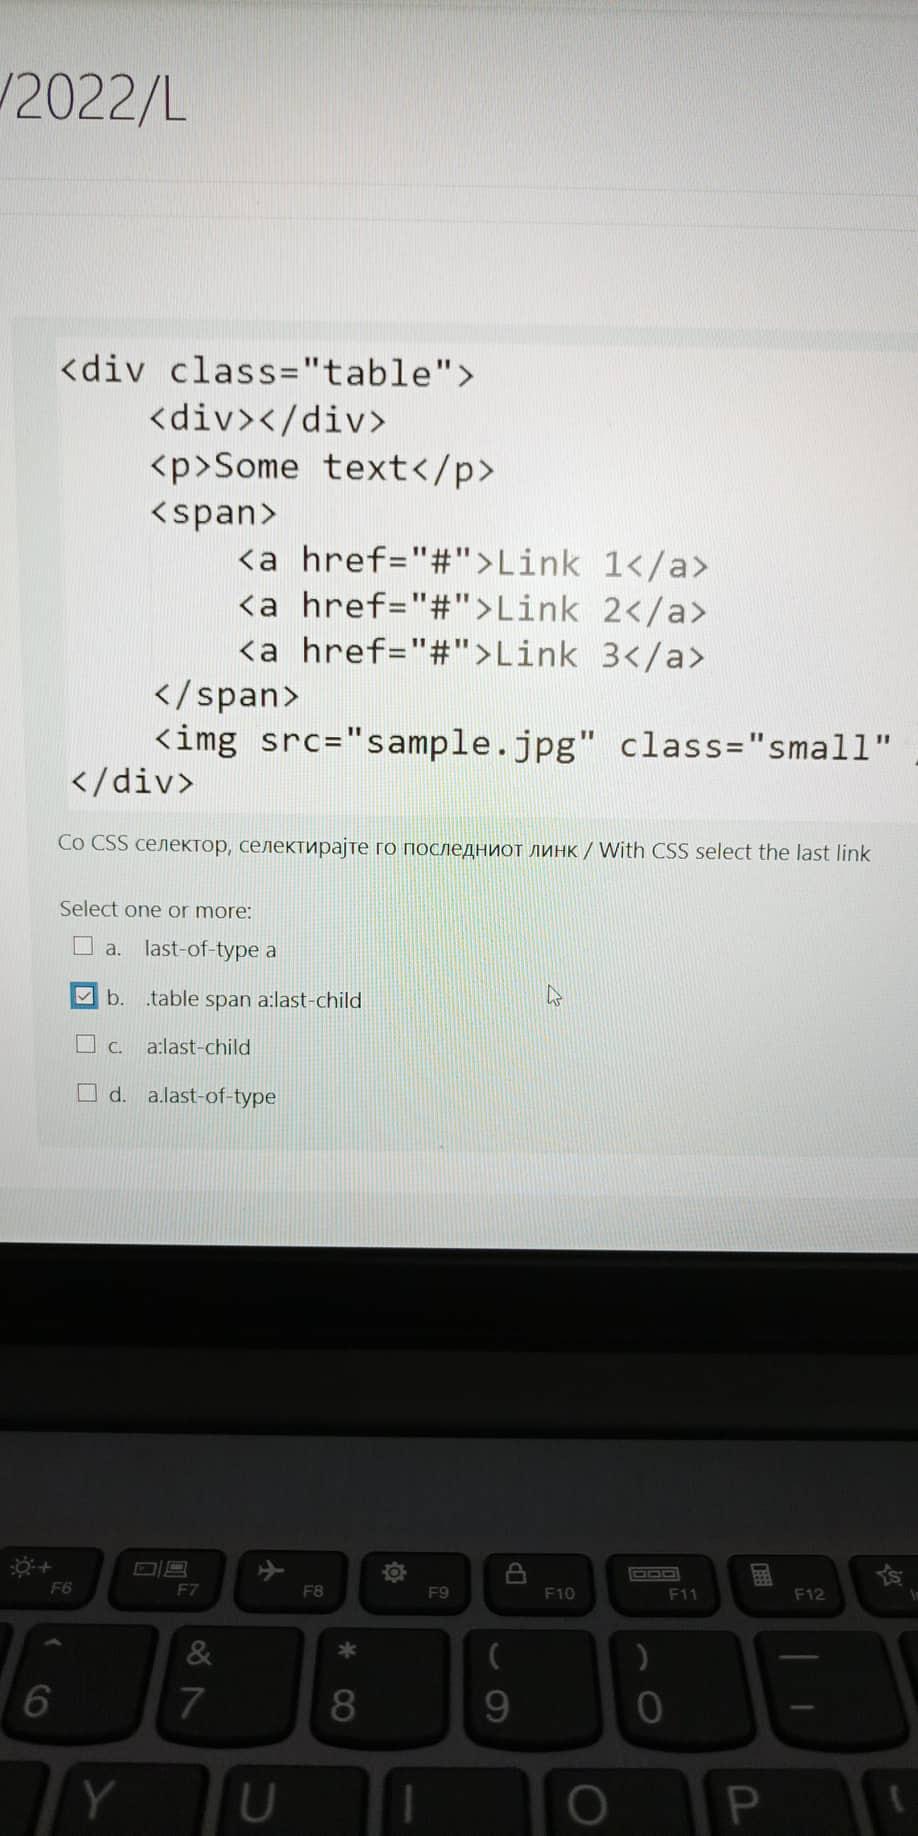 /2022/L
<div class="table">
<div></div>
<p>Some text</p>
<span>
<a href="#">Link 1</a>
<a href="#">Link 2</a>
<a href="#">Link 3</a>
</span>
<img src="sample.jpg" class="small"
</div>
Со CSS селектор, селектирајте го последниот линк / With CSS select the last link
Select one or more:
a. last-of-type a
b. .table span a:last-child
c. a:last-child
d. a.last-of-type
F6 F7 F8 F9 F10 F11 F12
^ & * ( ) —
6 7 8 9 0 -
Y U I O P